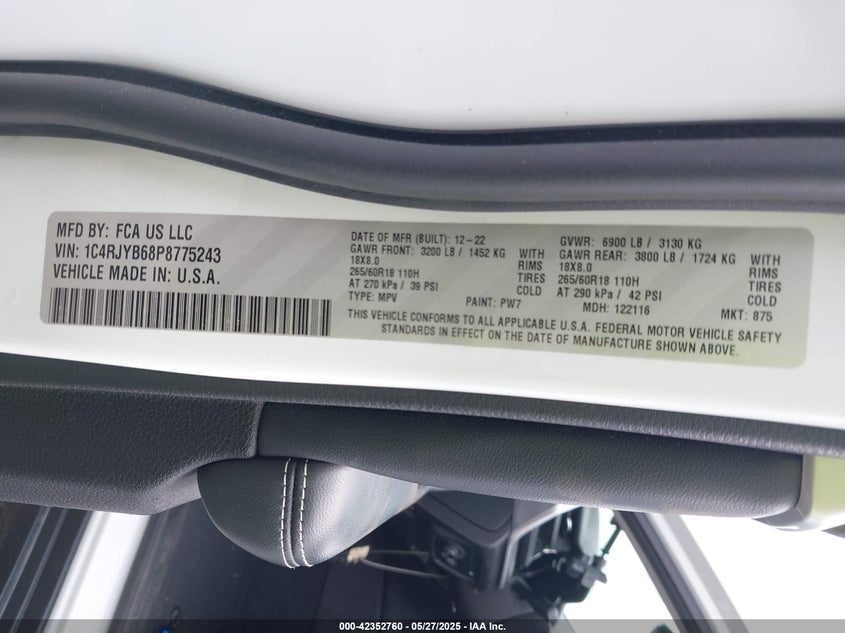 MFD BY: FCA US LLC
VIN: 1C4RJYB68P8775243
VEHICLE MADE IN: U.S.A.
DATE OF MFR (BUILT): 12-22
GAWR FRONT: 3200 LB / 1452 KG
18X8.0
265/60R18 110H
AT 270 kPa / 39 PSI
TYPE: MPV
1C WITH
RIMS
TIRES
COLD
PAINT: PW7
GVWR: 6900 LB / 3130 KG
GAWR REAR: 3800 LB / 1724 KG
18X8.0
265/60R18 110H
AT 290 kPa / 42 PSI
MDH: 122116
WITH
RIMS
TIRES
COLD
MKT: 875
THIS VEHICLE CONFORMS TO ALL APPLICABLE U.S.A. FEDERAL MOTOR VEHICLE SAFETY
STANDARDS IN EFFECT ON THE DATE OF MANUFACTURE SHOWN ABOVE.
000-42352760 - 05/27/2025 - IAA Inc.